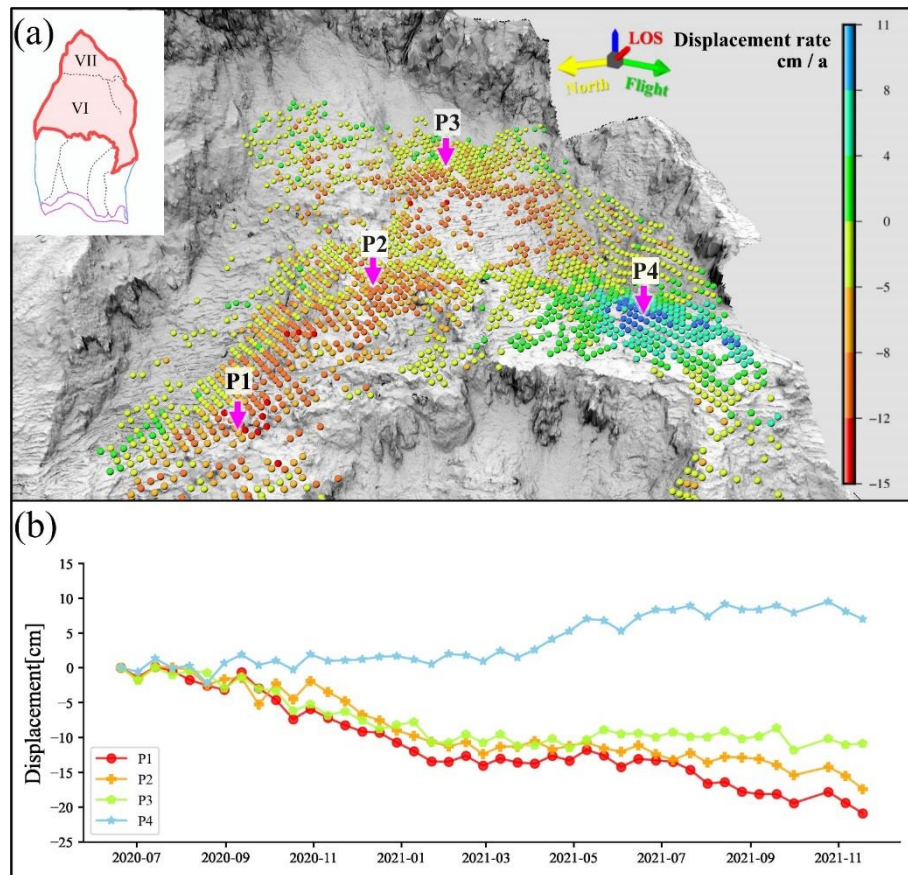 (a)
VII
VI
LOS
North
Flight
Displacement rate
cm / a
11
8
4
0
−5
−8
−12
−15
P3
P2
P4
P1
(b)
Displacement[cm]
15
10
5
0
−5
−10
−15
−20
−25
P1
P2
P3
P4
2020-07
2020-09
2020-11
2021-01
2021-03
2021-05
2021-07
2021-09
2021-11